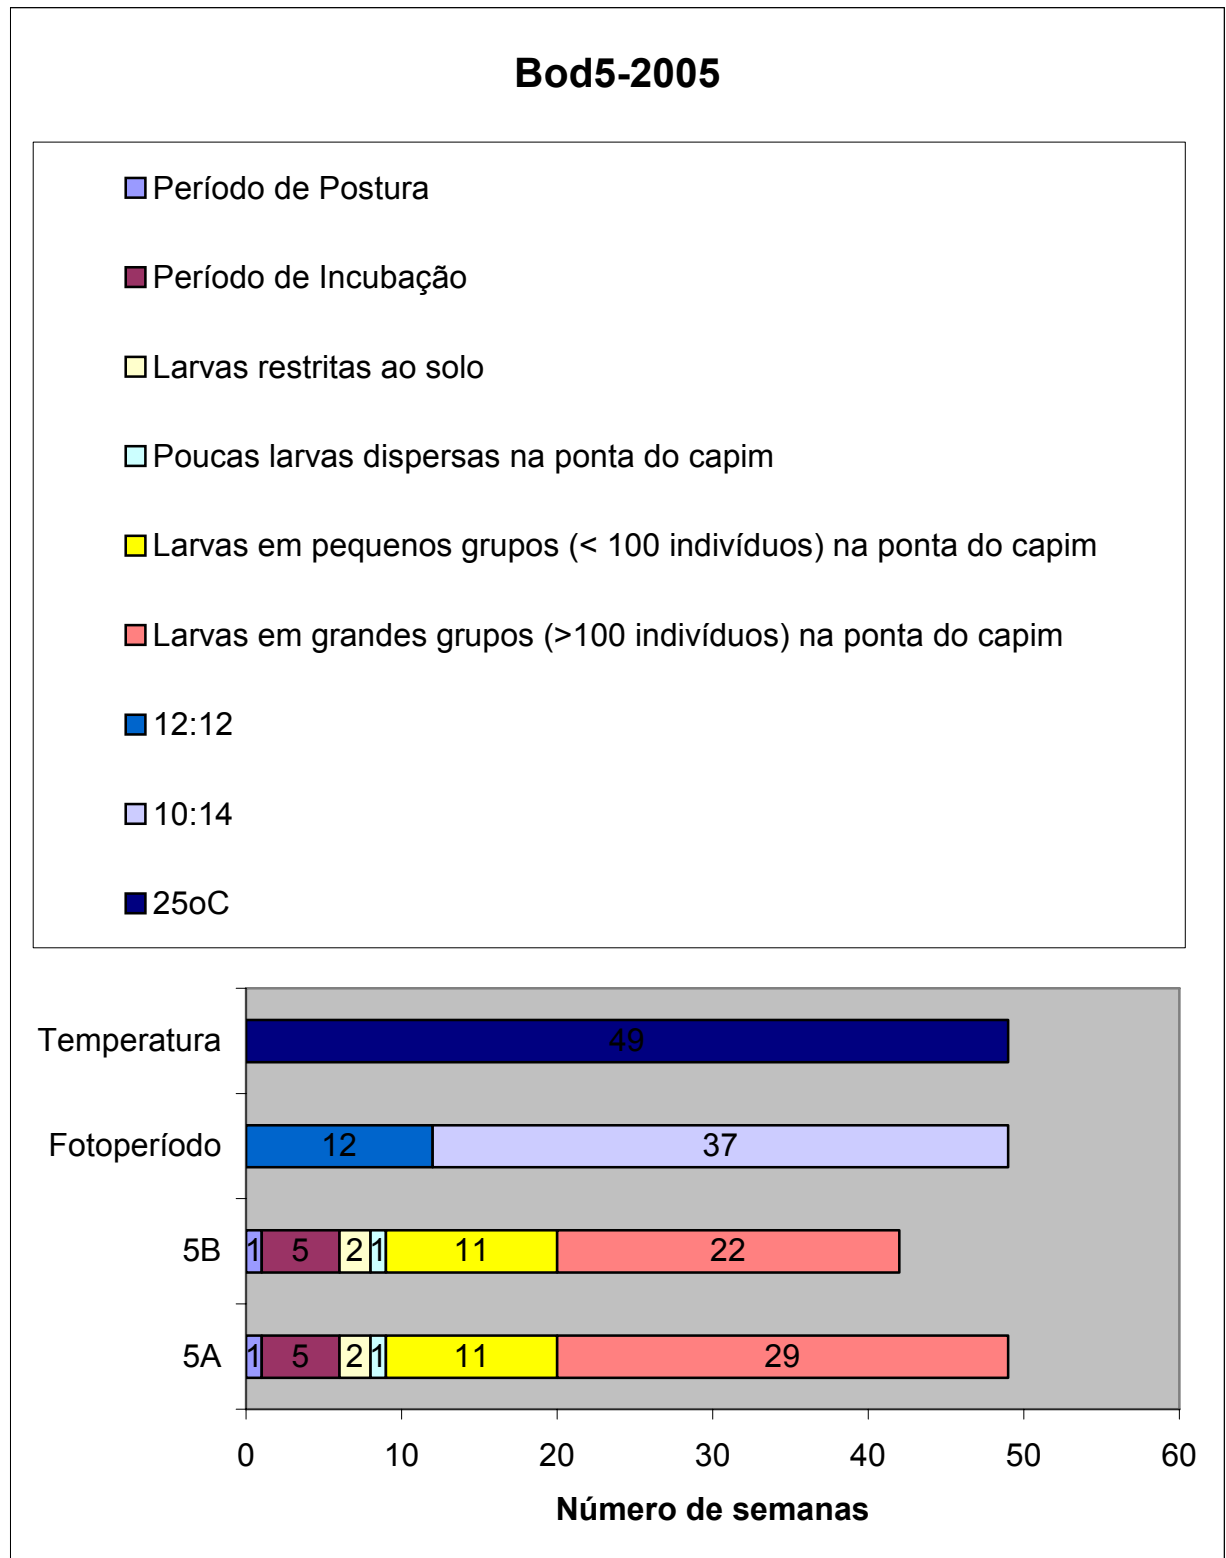 Bod5-2005
Período de Postura
Período de Incubação
Larvas restritas ao solo
Poucas larvas dispersas na ponta do capim
Larvas em pequenos grupos (< 100 indivíduos) na ponta do capim
Larvas em grandes grupos (>100 indivíduos) na ponta do capim
12:12
10:14
25oC
Temperatura 49
Fotoperíodo 12 37
5B 1 5 2 1 11 22
5A 1 5 2 1 11 29
0 10 20 30 40 50 60
Número de semanas